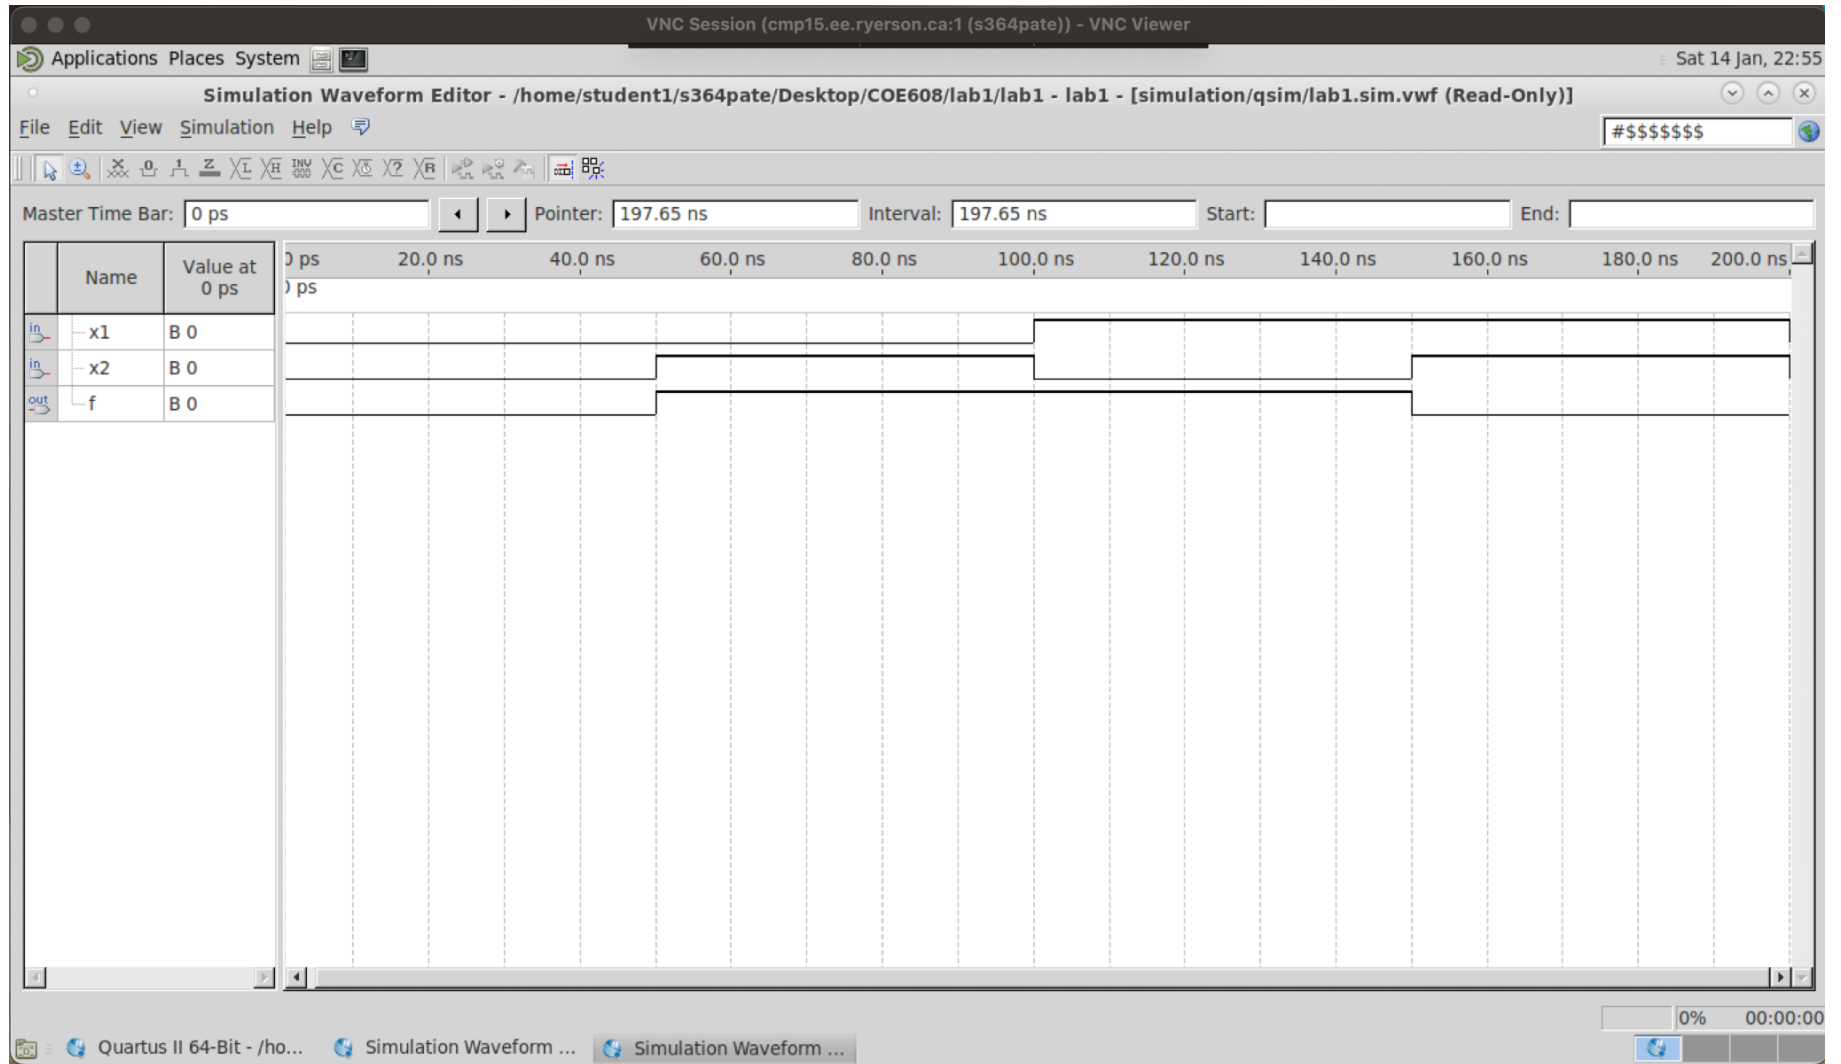 VNC Session (cmp15.ee.ryerson.ca:1 (s364pate)) - VNC Viewer
Applications Places System
Sat 14 Jan, 22:55
Simulation Waveform Editor - /home/student1/s364pate/Desktop/COE608/lab1/lab1 - lab1 - [simulation/qsim/lab1.sim.vwf (Read-Only)]
File Edit View Simulation Help
#$$$$$$$
Master Time Bar: 0 ps Pointer: 197.65 ns Interval: 197.65 ns Start: End:
Name Value at 0 ps
0 ps 20.0 ns 40.0 ns 60.0 ns 80.0 ns 100.0 ns 120.0 ns 140.0 ns 160.0 ns 180.0 ns 200.0 ns
0 ps
in x1 B 0
in x2 B 0
out f B 0
0% 00:00:00
Quartus II 64-Bit - /ho... Simulation Waveform ... Simulation Waveform ...